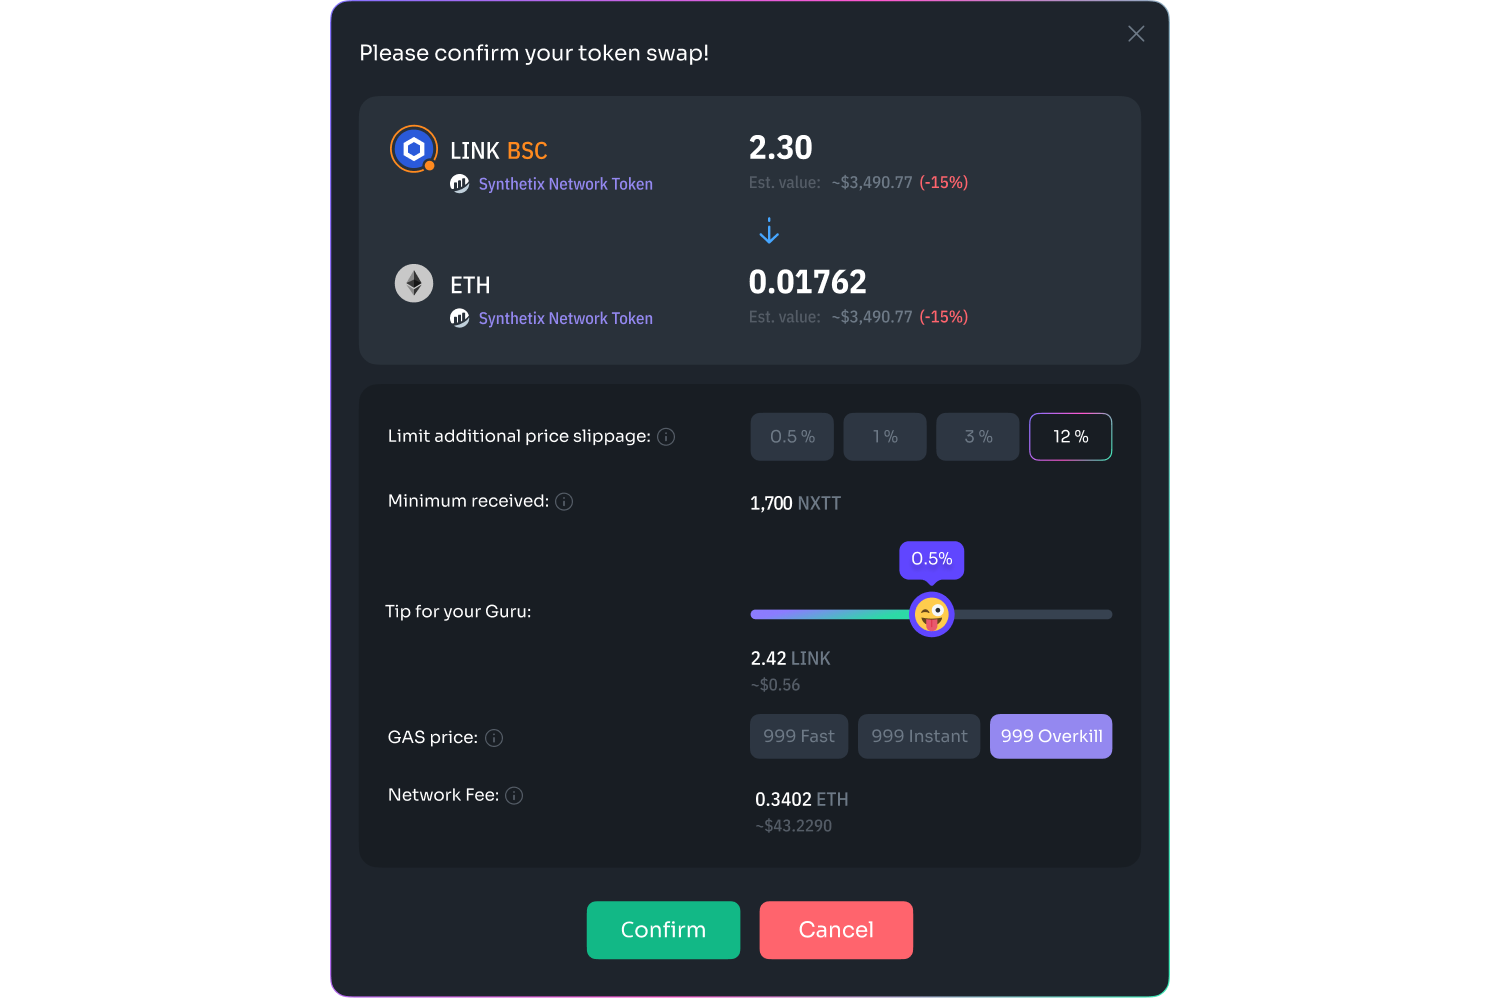 Please confirm your token swap!
LINK BSC
2.30
Synthetix Network Token
Est. value: ~$3,490.77 (-15%)
ETH
0.01762
Synthetix Network Token
Est. value: ~$3,490.77 (-15%)
Limit additional price slippage:
0.5 % 1 % 3 % 12 %
Minimum received:
1,700 NXTT
0.5%
Tip for your Guru:
2.42 LINK
~$0.56
GAS price:
999 Fast 999 Instant 999 Overkill
Network Fee:
0.3402 ETH
~$43.2290
Confirm Cancel